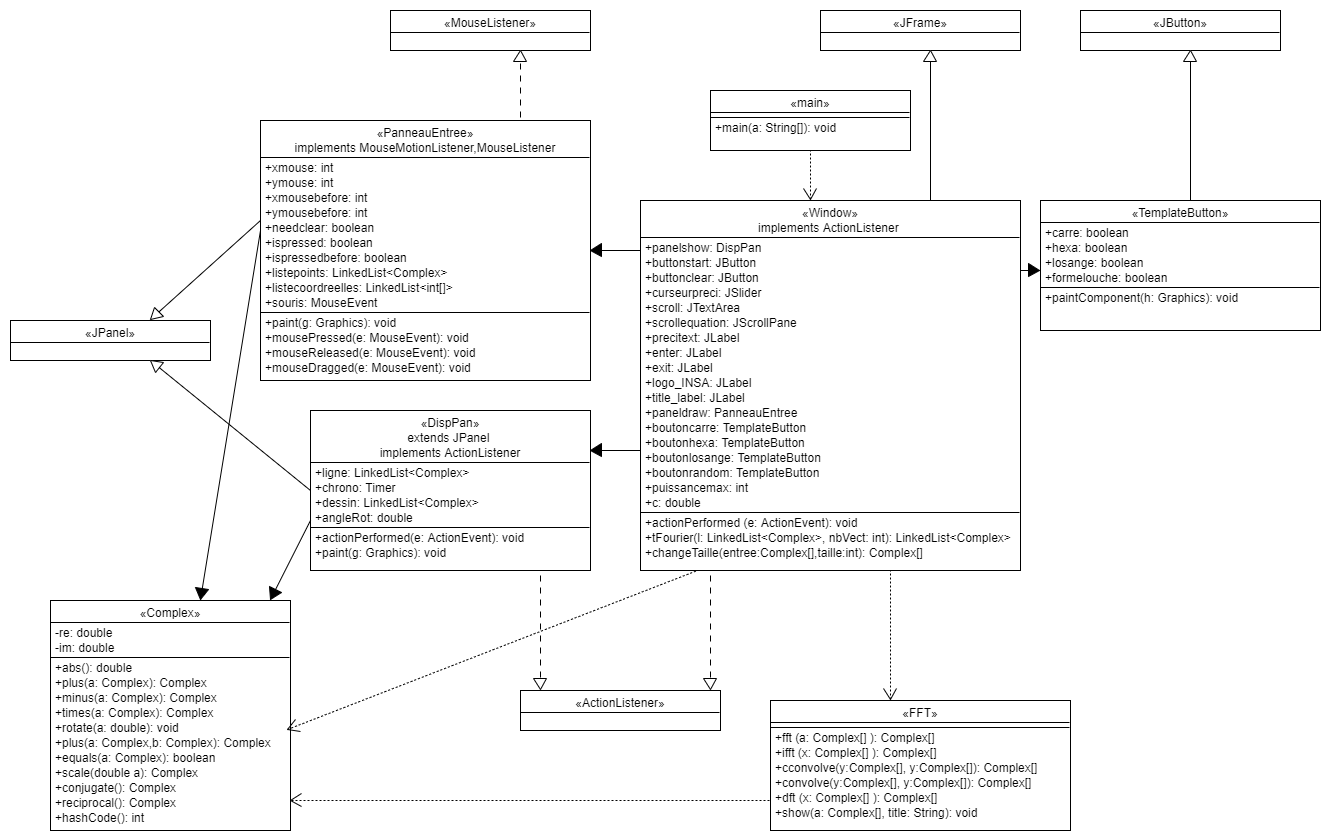 «MouseListener»
«JFrame»
«JButton»
«main»
+main(a: String[]): void
«PanneauEntree»
implements MouseMotionListener,MouseListener
+xmouse: int
+ymouse: int
+xmousebefore: int
+ymousebefore: int
+needclear: boolean
+ispressed: boolean
+ispressedbefore: boolean
+listepoints: LinkedList<Complex>
+listecoordreelles: LinkedList<int[]>
+souris: MouseEvent
+paint(g: Graphics): void
+mousePressed(e: MouseEvent): void
+mouseReleased(e: MouseEvent): void
+mouseDragged(e: MouseEvent): void
«Window»
implements ActionListener
+panelshow: DispPan
+buttonstart: JButton
+buttonclear: JButton
+curseurpreci: JSlider
+scroll: JTextArea
+scrollequation: JScrollPane
+precitext: JLabel
+enter: JLabel
+exit: JLabel
+logo_INSA: JLabel
+title_label: JLabel
+paneldraw: PanneauEntree
+boutoncarre: TemplateButton
+boutonhexa: TemplateButton
+boutonlosange: TemplateButton
+boutonrandom: TemplateButton
+puissancemax: int
+c: double
+actionPerformed (e: ActionEvent): void
+tFourier(l: LinkedList<Complex>, nbVect: int): LinkedList<Complex>
+changeTaille(entree:Complex[],taille:int): Complex[]
«TemplateButton»
+carre: boolean
+hexa: boolean
+losange: boolean
+formelouche: boolean
+paintComponent(h: Graphics): void
«JPanel»
«DispPan»
extends JPanel
implements ActionListener
+ligne: LinkedList<Complex>
+chrono: Timer
+dessin: LinkedList<Complex>
+angleRot: double
+actionPerformed(e: ActionEvent): void
+paint(g: Graphics): void
«Complex»
-re: double
-im: double
+abs(): double
+plus(a: Complex): Complex
+minus(a: Complex): Complex
+times(a: Complex): Complex
+rotate(a: double): void
+plus(a: Complex,b: Complex): Complex
+equals(a: Complex): boolean
+scale(double a): Complex
+conjugate(): Complex
+reciprocal(): Complex
+hashCode(): int
«ActionListener»
«FFT»
+fft (a: Complex[] ): Complex[]
+ifft (x: Complex[] ): Complex[]
+cconvolve(y:Complex[], y:Complex[]): Complex[]
+convolve(y:Complex[], y:Complex[]): Complex[]
+dft (x: Complex[] ): Complex[]
+show(a: Complex[], title: String): void